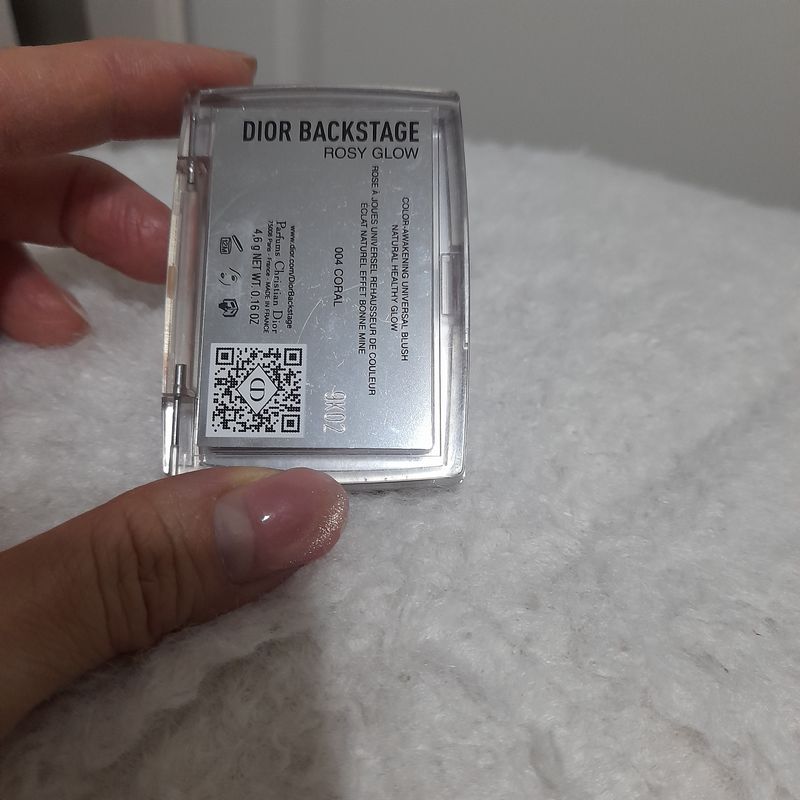 DIOR BACKSTAGE
ROSY GLOW
COLOR-AWAKENING UNIVERSAL BLUSH
NATURAL HEALTHY GLOW
ROSE À JOUES UNIVERSEL REHAUSSEUR DE COULEUR
ÉCLAT NATUREL EFFET BONNE MINE
004 CORAL
www.dior.com/DiorBackstage
Parfums Christian Dior
75008 Paris - France - MADE IN FRANCE
4,6 g NET WT. 0.16 OZ
CD
9X02